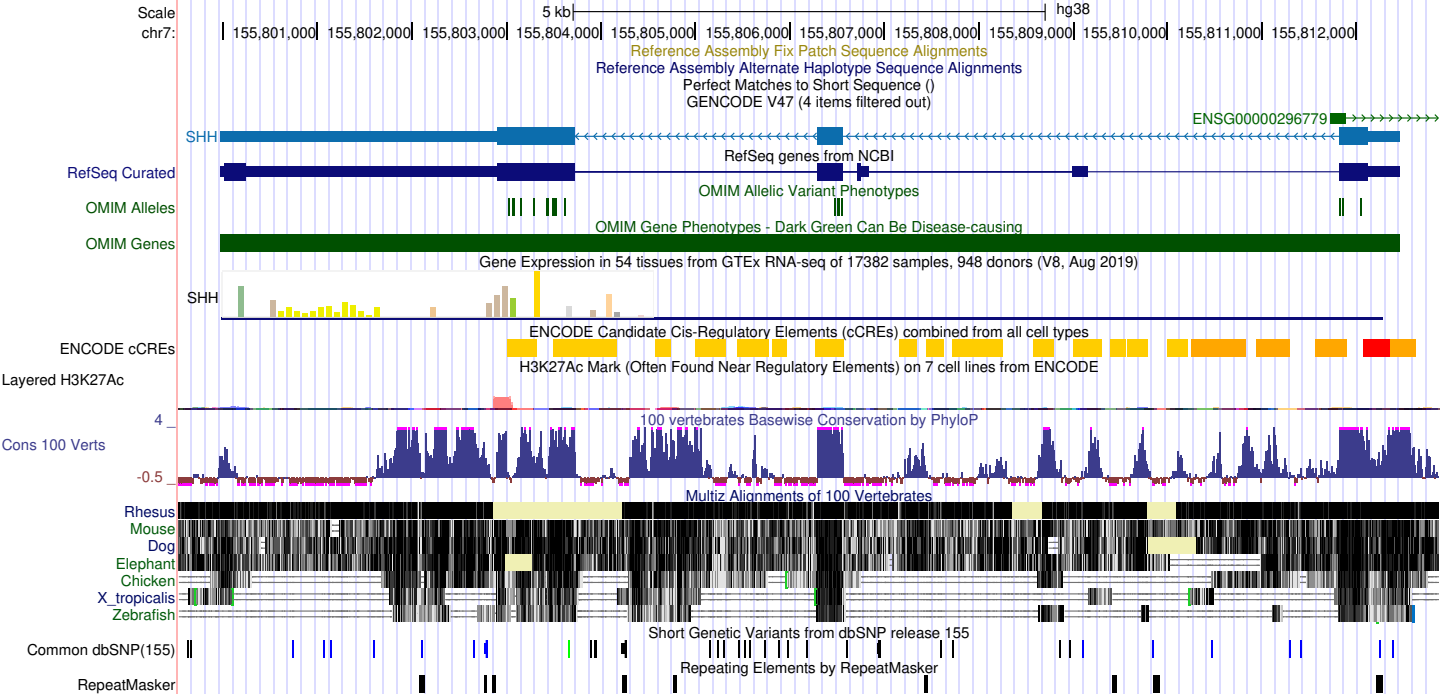 Scale 5 kb hg38
chr7: 155,801,000 155,802,000 155,803,000 155,804,000 155,805,000 155,806,000 155,807,000 155,808,000 155,809,000 155,810,000 155,811,000 155,812,000
Reference Assembly Fix Patch Sequence Alignments
Reference Assembly Alternate Haplotype Sequence Alignments
Perfect Matches to Short Sequence ()
GENCODE V47 (4 items filtered out)
ENSG00000296779
SHH
RefSeq genes from NCBI
RefSeq Curated
OMIM Allelic Variant Phenotypes
OMIM Alleles
OMIM Gene Phenotypes - Dark Green Can Be Disease-causing
OMIM Genes
Gene Expression in 54 tissues from GTEx RNA-seq of 17382 samples, 948 donors (V8, Aug 2019)
SHH
ENCODE Candidate Cis-Regulatory Elements (cCREs) combined from all cell types
ENCODE cCREs
H3K27Ac Mark (Often Found Near Regulatory Elements) on 7 cell lines from ENCODE
Layered H3K27Ac
4 _ 100 vertebrates Basewise Conservation by PhyloP
Cons 100 Verts
-0.5 _
Multiz Alignments of 100 Vertebrates
Rhesus
Mouse
Dog
Elephant
Chicken
X_tropicalis
Zebrafish
Short Genetic Variants from dbSNP release 155
Common dbSNP(155)
Repeating Elements by RepeatMasker
RepeatMasker